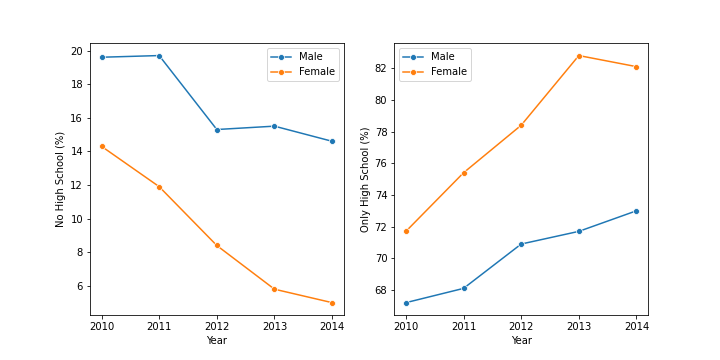 20
18
16
14
12
10
8
6
No High School (%)
Male
Female
2010 2011 2012 2013 2014
Year
82
80
78
76
74
72
70
68
Only High School (%)
Male
Female
2010 2011 2012 2013 2014
Year